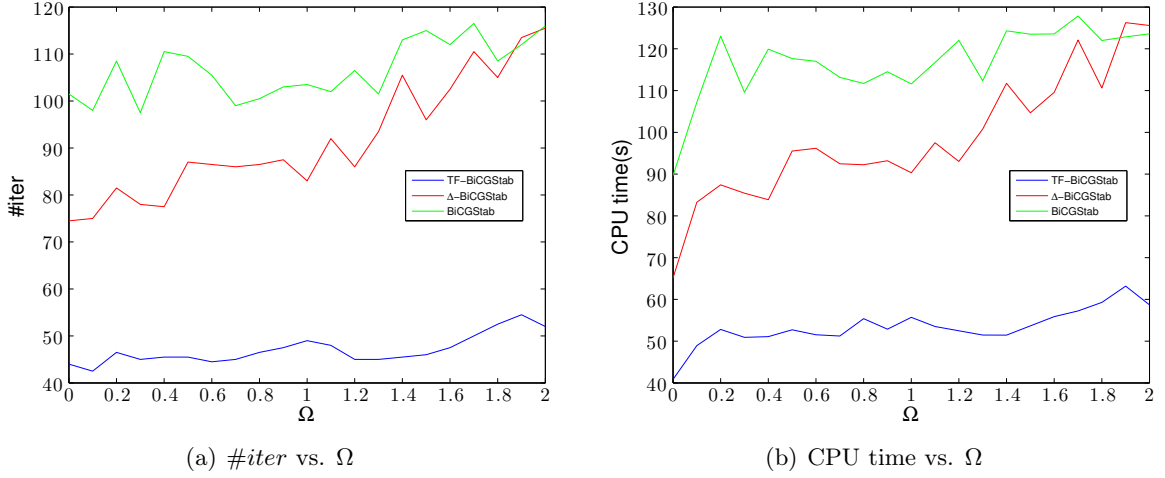 120
110
100
90
80
70
60
50
40
#iter
0 0.2 0.4 0.6 0.8 1 1.2 1.4 1.6 1.8 2
Ω
TF−BiCGStab
Δ−BiCGStab
BiCGStab
(a) #iter vs. Ω
130
120
110
100
90
80
70
60
50
40
CPU time(s)
0 0.2 0.4 0.6 0.8 1 1.2 1.4 1.6 1.8 2
Ω
TF−BiCGStab
Δ−BiCGStab
BiCGStab
(b) CPU time vs. Ω